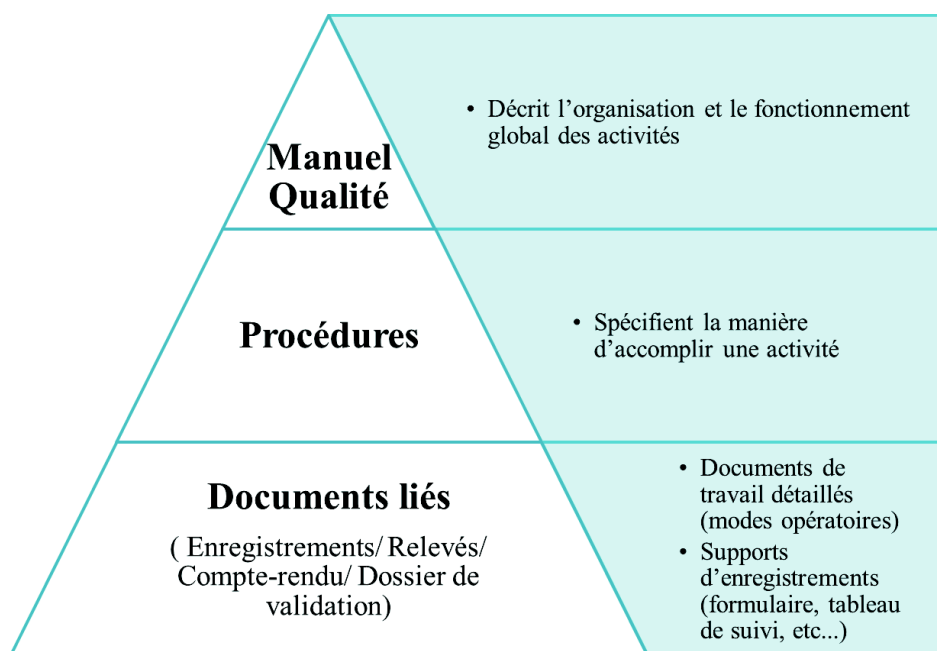 Manuel
Qualité
• Décrit l’organisation et le fonctionnement
global des activités
Procédures
• Spécifient la manière
d’accomplir une activité
Documents liés
( Enregistrements/ Relevés/
Compte-rendu/ Dossier de
validation)
• Documents de
travail détaillés
(modes opératoires)
• Supports
d’enregistrements
(formulaire, tableau
de suivi, etc...)